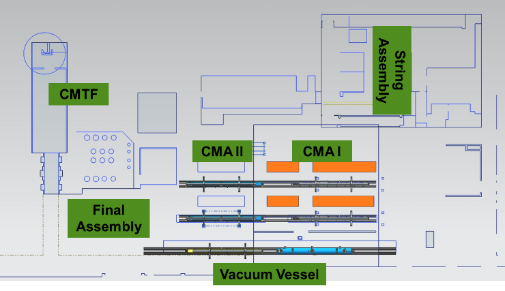 String
Assembly
CMTF
CMA II
CMA I
Final
Assembly
Vacuum Vessel